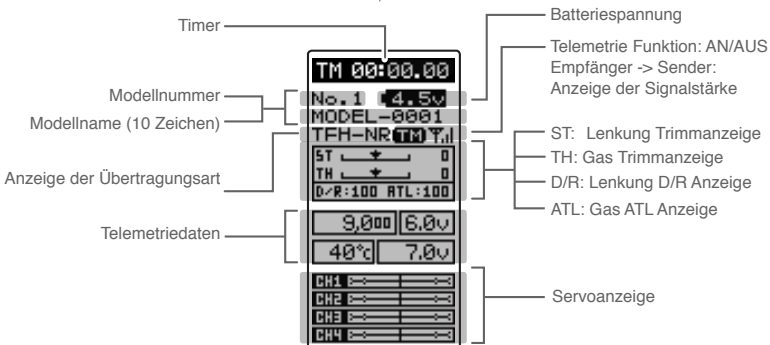 Timer
Modellnummer
Modellname (10 Zeichen)
Anzeige der Übertragungsart
Telemetriedaten
TM 00:00.00
No.1 4.5v
MODEL-0001
TFH-NR TM
ST 0
TH 0
D/R:100 ATL:100
9,000 6.0v
40°c 7.0v
CH1
CH2
CH3
CH4
Batteriespannung
Telemetrie Funktion: AN/AUS
Empfänger -> Sender:
Anzeige der Signalstärke
ST: Lenkung Trimmanzeige
TH: Gas Trimmanzeige
D/R: Lenkung D/R Anzeige
ATL: Gas ATL Anzeige
Servoanzeige